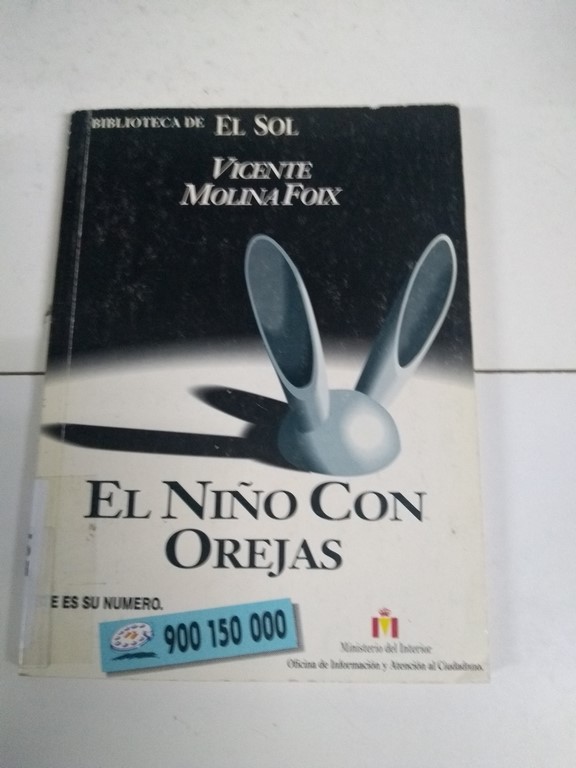 BIBLIOTECA DE EL SOL
VICENTE
MOLINA FOIX
EL NIÑO CON
OREJAS
E ES SU NUMERO.
900 150 000
Ministerio del Interior
Oficina de Información y Atención al Ciudadano.